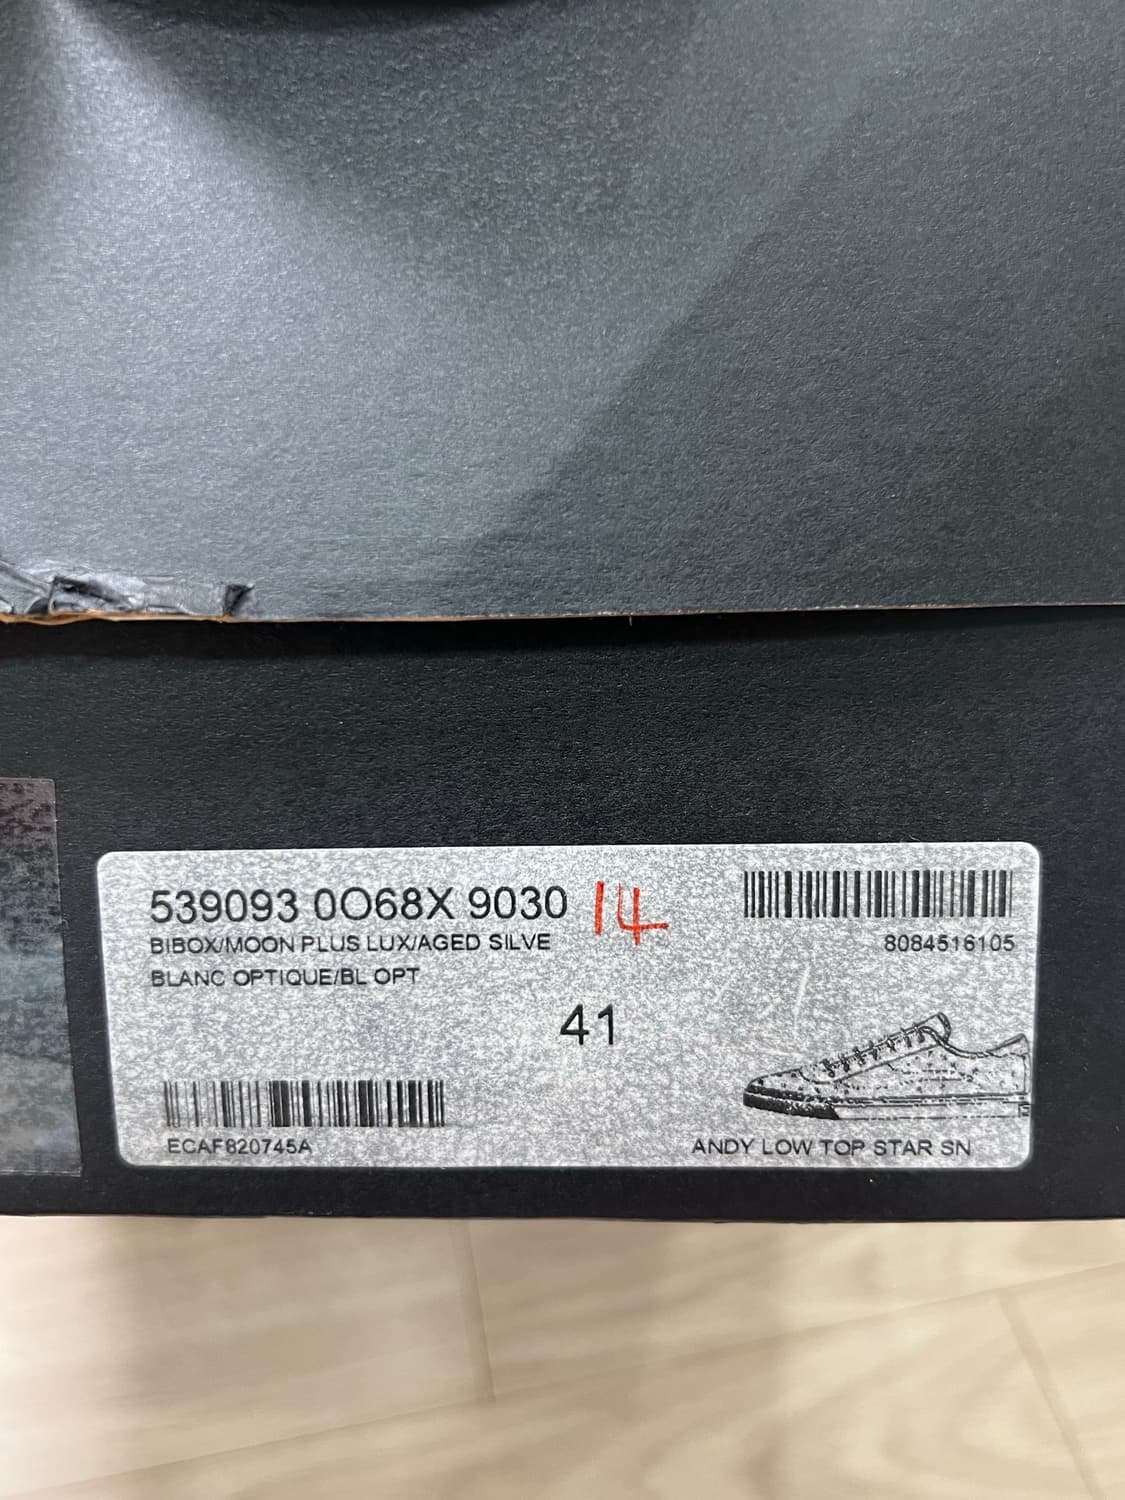 539093 0O68X 9030 14
BIBOX/MOON PLUS LUX/AGED SILVE
BLANC OPTIQUE/BL OPT
8084516105
41
ECAF820745A
ANDY LOW TOP STAR SN